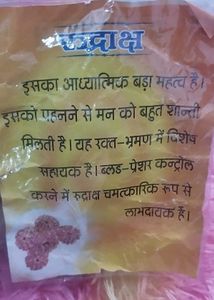 रूद्राक्ष
इसका आध्यात्मिक बड़ा महत्व है।
इसको पहनने से मन को बहुत शान्ती
मिलती है। यह रक्त-भ्रमण में विशेष
सहायक है। ब्लड-प्रेशर कन्ट्रोल
करने में रुद्राक्ष चमत्कारिक रूप से
लाभदायक है।